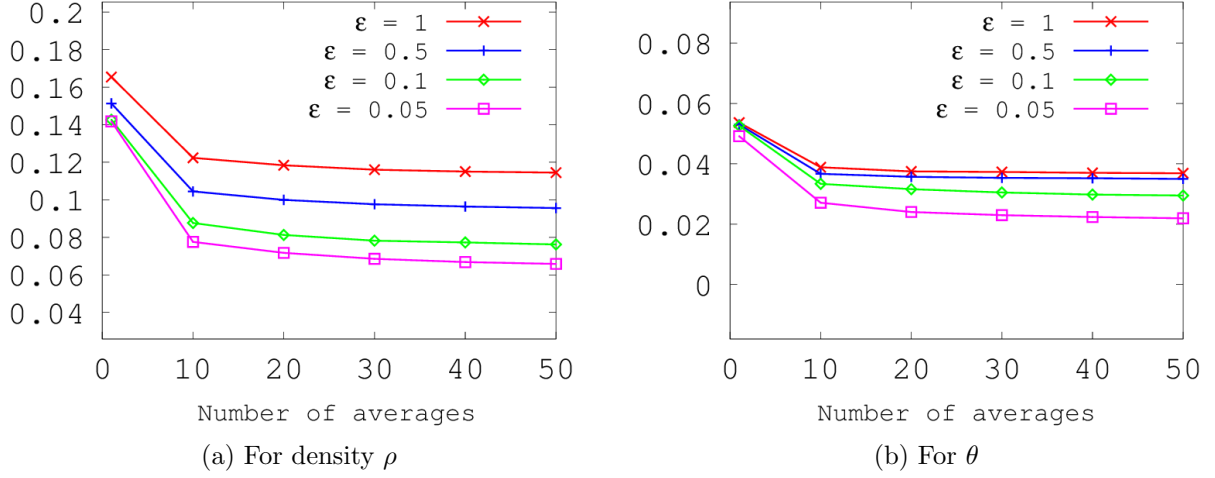 0.2
0.18
0.16
0.14
0.12
0.1
0.08
0.06
0.04
0 10 20 30 40 50
Number of averages
ε = 1
ε = 0.5
ε = 0.1
ε = 0.05
(a) For density ρ
0.08
0.06
0.04
0.02
0
0 10 20 30 40 50
Number of averages
ε = 1
ε = 0.5
ε = 0.1
ε = 0.05
(b) For θ